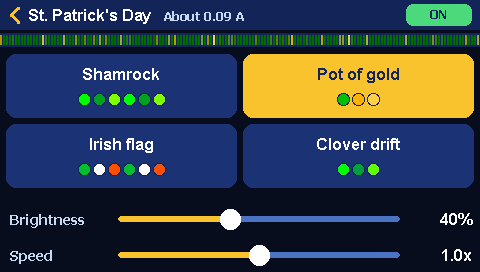 St. Patrick's Day About 0.09 A ON
Shamrock Pot of gold
Irish flag Clover drift
Brightness 40%
Speed 1.0x